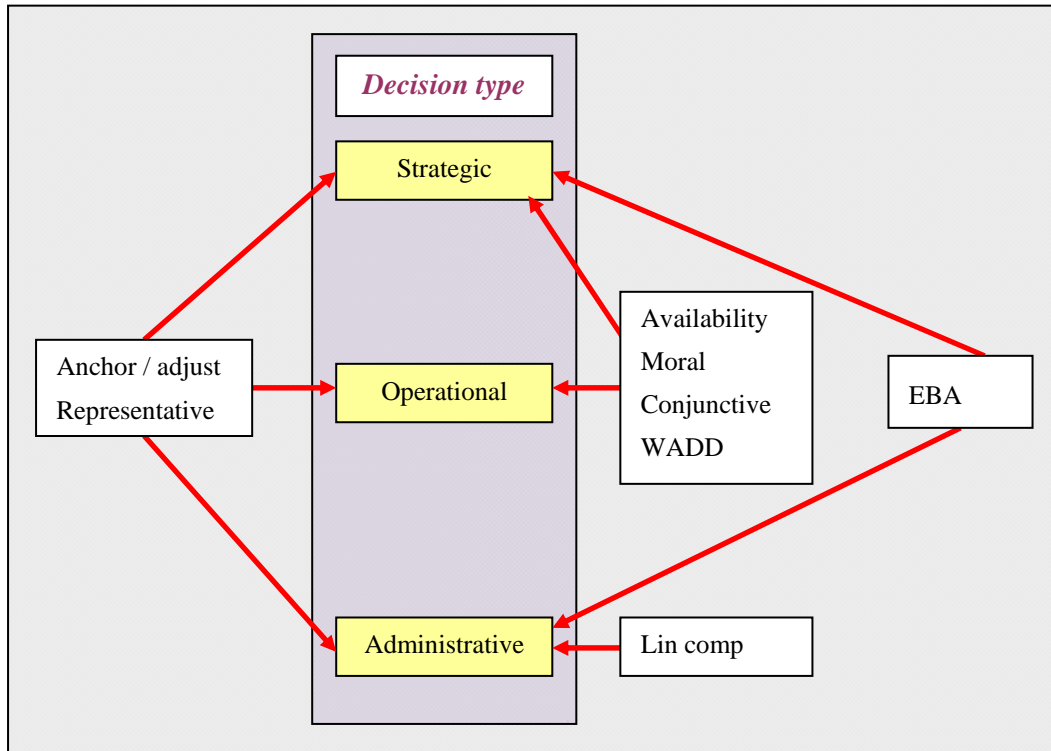 Decision type
Strategic
Anchor / adjust
Representative
Operational
Availability
Moral
Conjunctive
WADD
EBA
Administrative
Lin comp